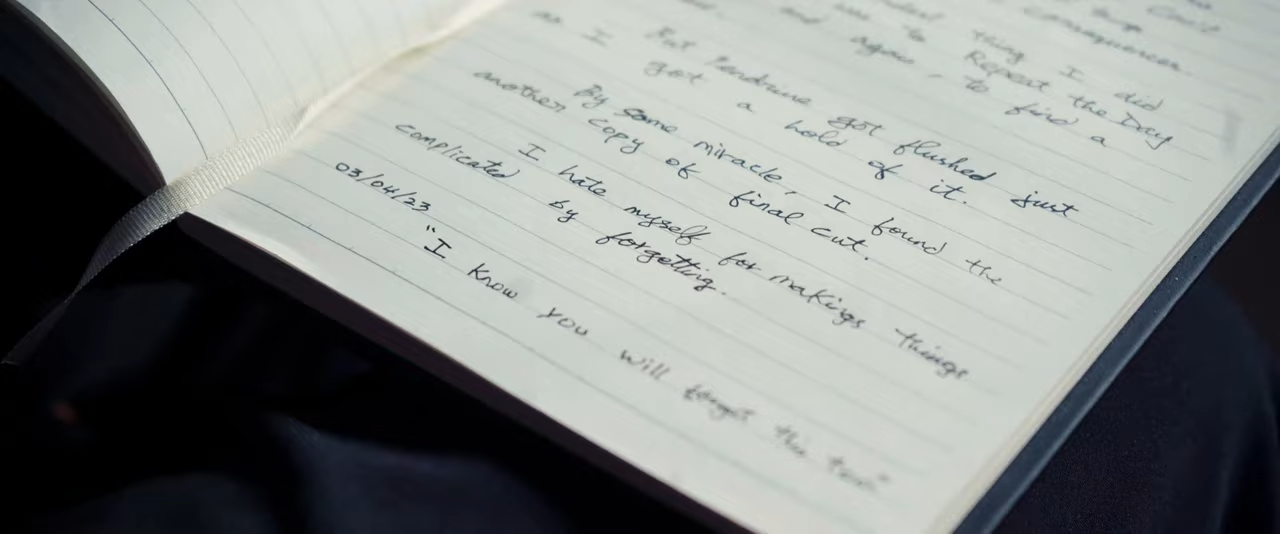 thing I did
Repeat the Day
and again, to find a
as I
But Pendrive got flushed just
got a hold of it.
By some miracle, I found the
another copy of final cut.
I hate myself for makings things
complicated by forgetting.
03/04/23
"I know you will forget this too"